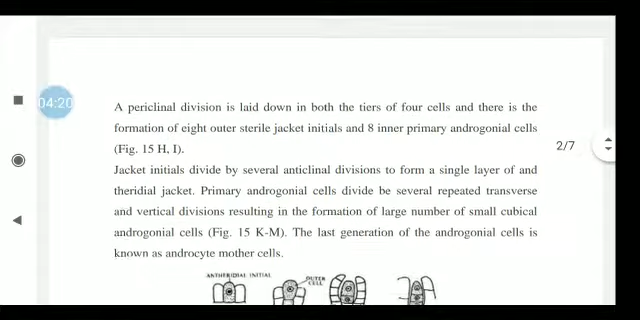 04:20
A periclinal division is laid down in both the tiers of four cells and there is the
formation of eight outer sterile jacket initials and 8 inner primary androgonial cells
(Fig. 15 H, I).
2/7
Jacket initials divide by several anticlinal divisions to form a single layer of and
theridial jacket. Primary androgonial cells divide be several repeated transverse
and vertical divisions resulting in the formation of large number of small cubical
androgonial cells (Fig. 15 K-M). The last generation of the androgonial cells is
known as androcyte mother cells.
ANTHERIDIAL INITIAL
OUTER
CELL